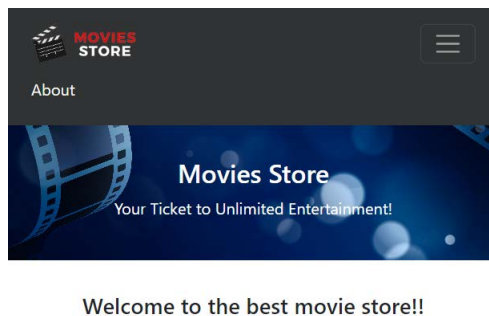 MOVIES
STORE
About
Movies Store
Your Ticket to Unlimited Entertainment!
Welcome to the best movie store!!